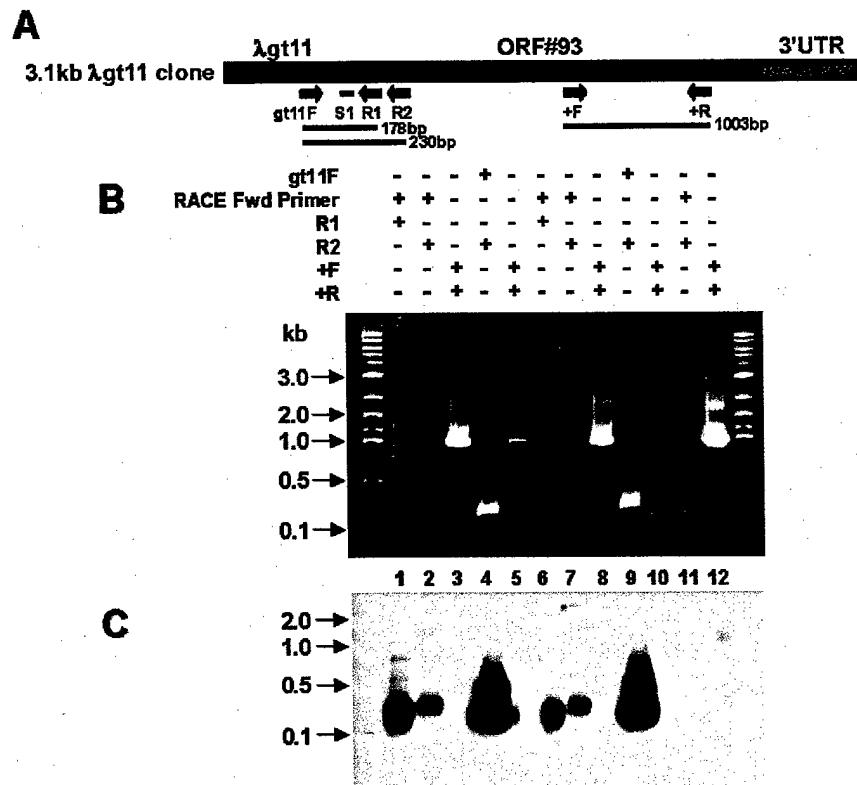 A
λgt11 ORF#93 3'UTR
3.1kb λgt11 clone
gt11F S1 R1 R2 +F +R
178bp 1003bp
230bp
B
gt11F - - - + - - - - + - - -
RACE Fwd Primer + + - - - + + - - - + -
R1 + - - - - + - - - - - -
R2 - + - + - - + - + - + -
+F - - + - + - - + - + - +
+R - - + - + - - + - + - +
kb
3.0
2.0
1.0
0.5
0.1
1 2 3 4 5 6 7 8 9 10 11 12
C
2.0
1.0
0.5
0.1